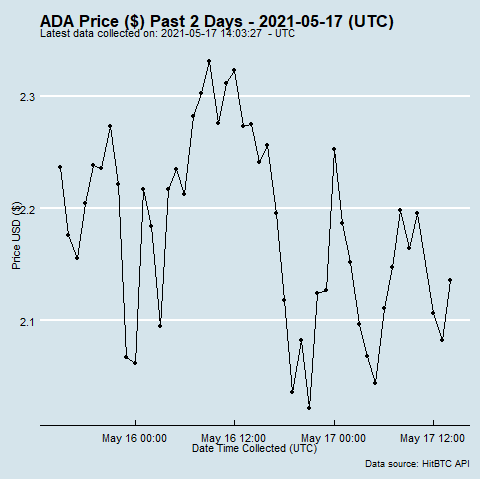 ADA Price ($) Past 2 Days - 2021-05-17 (UTC)
Latest data collected on: 2021-05-17 14:03:27 - UTC
2.3
2.2
2.1
Price USD ($)
May 16 00:00
May 16 12:00
May 17 00:00
May 17 12:00
Date Time Collected (UTC)
Data source: HitBTC API